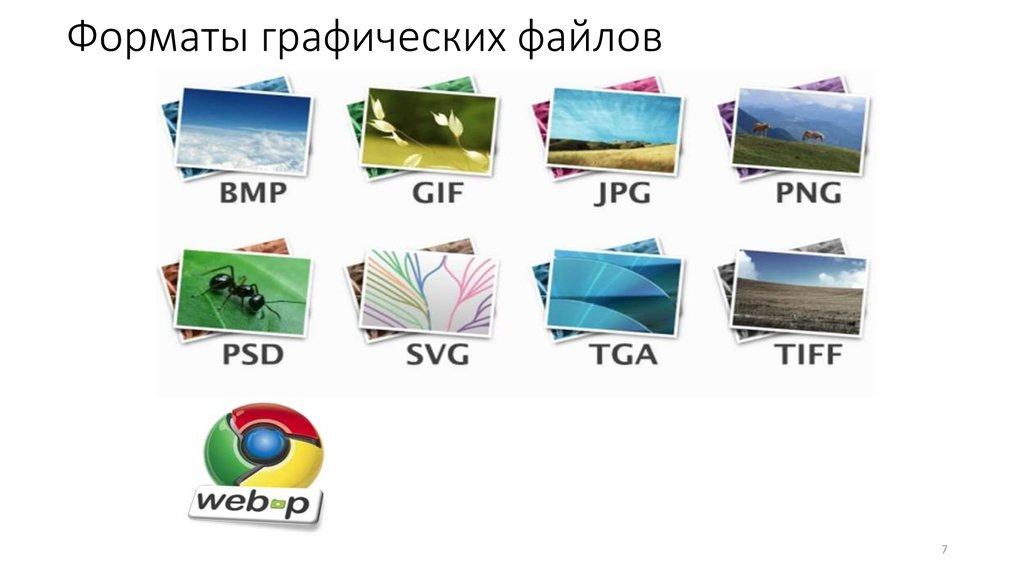 Форматы графических файлов
BMP GIF JPG PNG
PSD SVG TGA TIFF
webp
7